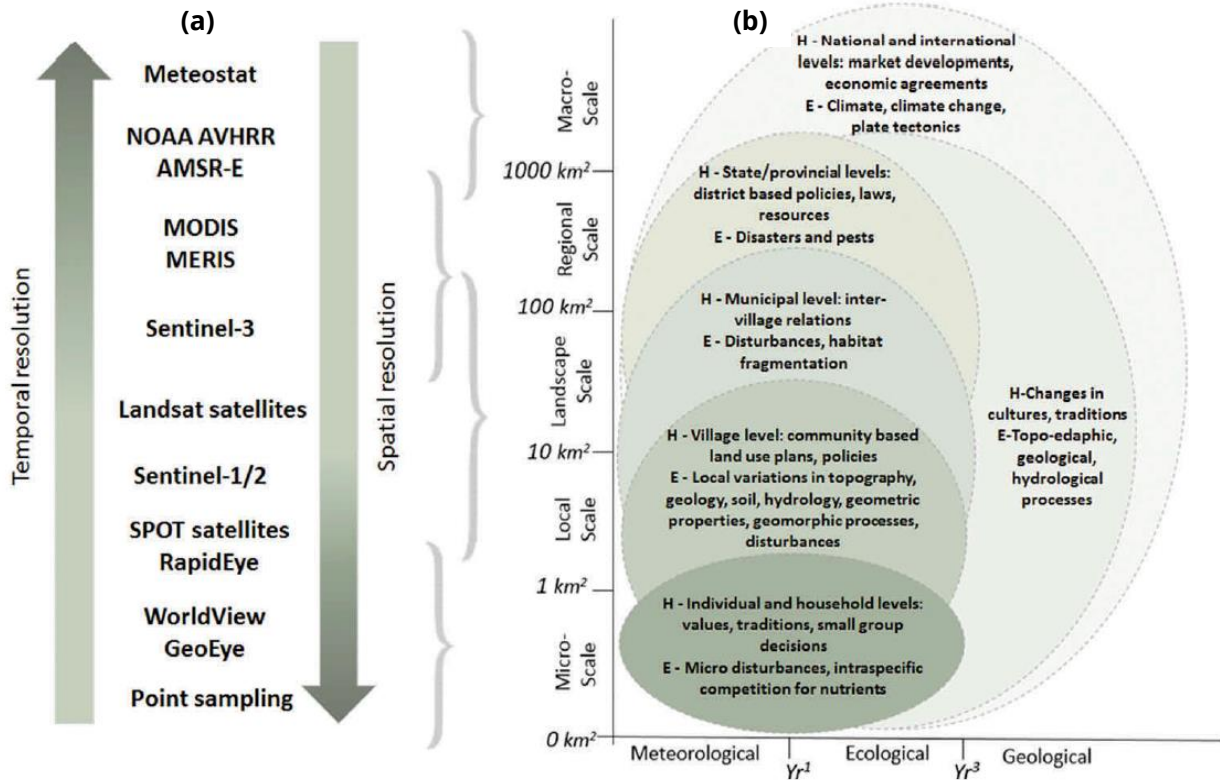 (a)
Temporal resolution
Meteostat
NOAA AVHRR
AMSR-E
MODIS
MERIS
Sentinel-3
Landsat satellites
Sentinel-1/2
SPOT satellites
RapidEye
WorldView
GeoEye
Point sampling
Spatial resolution
(b)
Macro-
Scale
1000 km²
Regional
Scale
100 km²
Landscape
Scale
10 km²
Local
Scale
1 km²
Micro-
Scale
0 km²
H - National and international
levels: market developments,
economic agreements
E - Climate, climate change,
plate tectonics
H - State/provincial levels:
district based policies, laws,
resources
E - Disasters and pests
H - Municipal level: inter-
village relations
E - Disturbances, habitat
fragmentation
H-Changes in
cultures, traditions
E-Topo-edaphic,
geological,
hydrological
processes
H - Village level: community based
land use plans, policies
E - Local variations in topography,
geology, soil, hydrology, geometric
properties, geomorphic processes,
disturbances
H - Individual and household levels:
values, traditions, small group
decisions
E - Micro disturbances, intraspecific
competition for nutrients
Meteorological
Yr¹
Ecological
Yr³
Geological